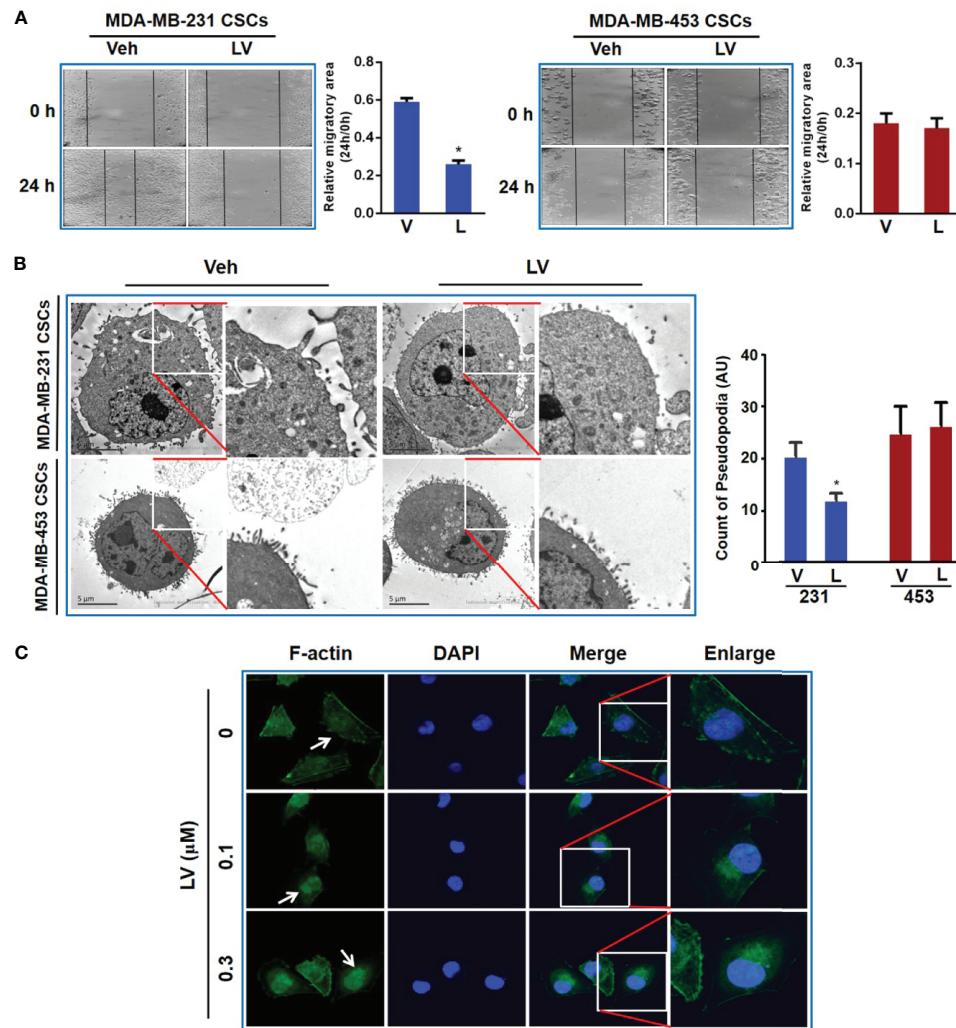 A
MDA-MB-231 CSCs
Veh LV
0 h
24 h
Relative migratory area
(24h/0h)
0.9
0.6
0.4
0.2
0.0
*
V L
MDA-MB-453 CSCs
Veh LV
0 h
24 h
Relative migratory area
(24h/0h)
0.3
0.2
0.1
0.0
V L
B
Veh LV
MDA-MB-231 CSCs
MDA-MB-453 CSCs
5 µm
5 µm
Count of Pseudopodia (AU)
40
30
20
10
0
*
V L V L
231 453
C
F-actin DAPI Merge Enlarge
LV (µM)
0
0.1
0.3